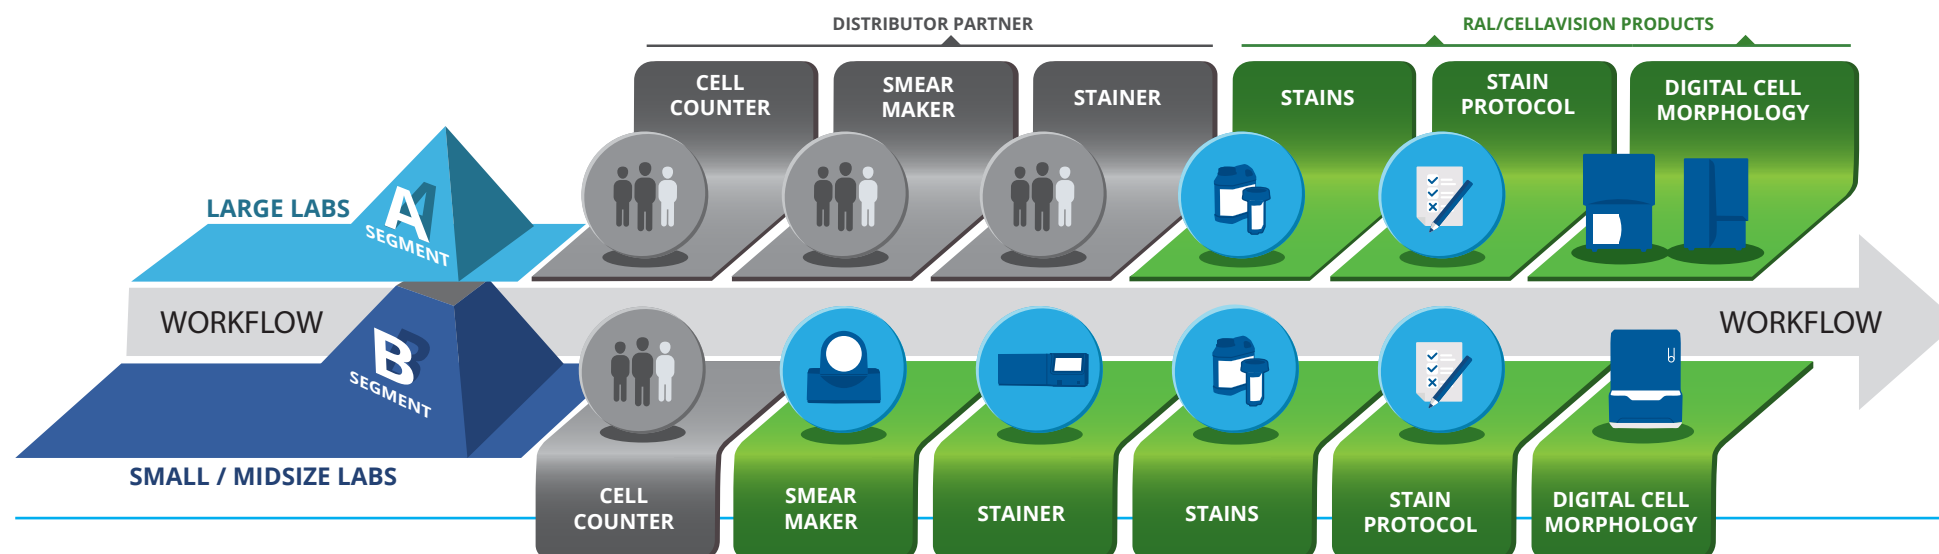 DISTRIBUTOR PARTNER
RAL/CELLAVISION PRODUCTS
CELL
COUNTER
SMEAR
MAKER
STAINER
STAINS
STAIN
PROTOCOL
DIGITAL CELL
MORPHOLOGY
LARGE LABS
A
SEGMENT
WORKFLOW
WORKFLOW
B
SEGMENT
SMALL / MIDSIZE LABS
CELL
COUNTER
SMEAR
MAKER
STAINER
STAINS
STAIN
PROTOCOL
DIGITAL CELL
MORPHOLOGY